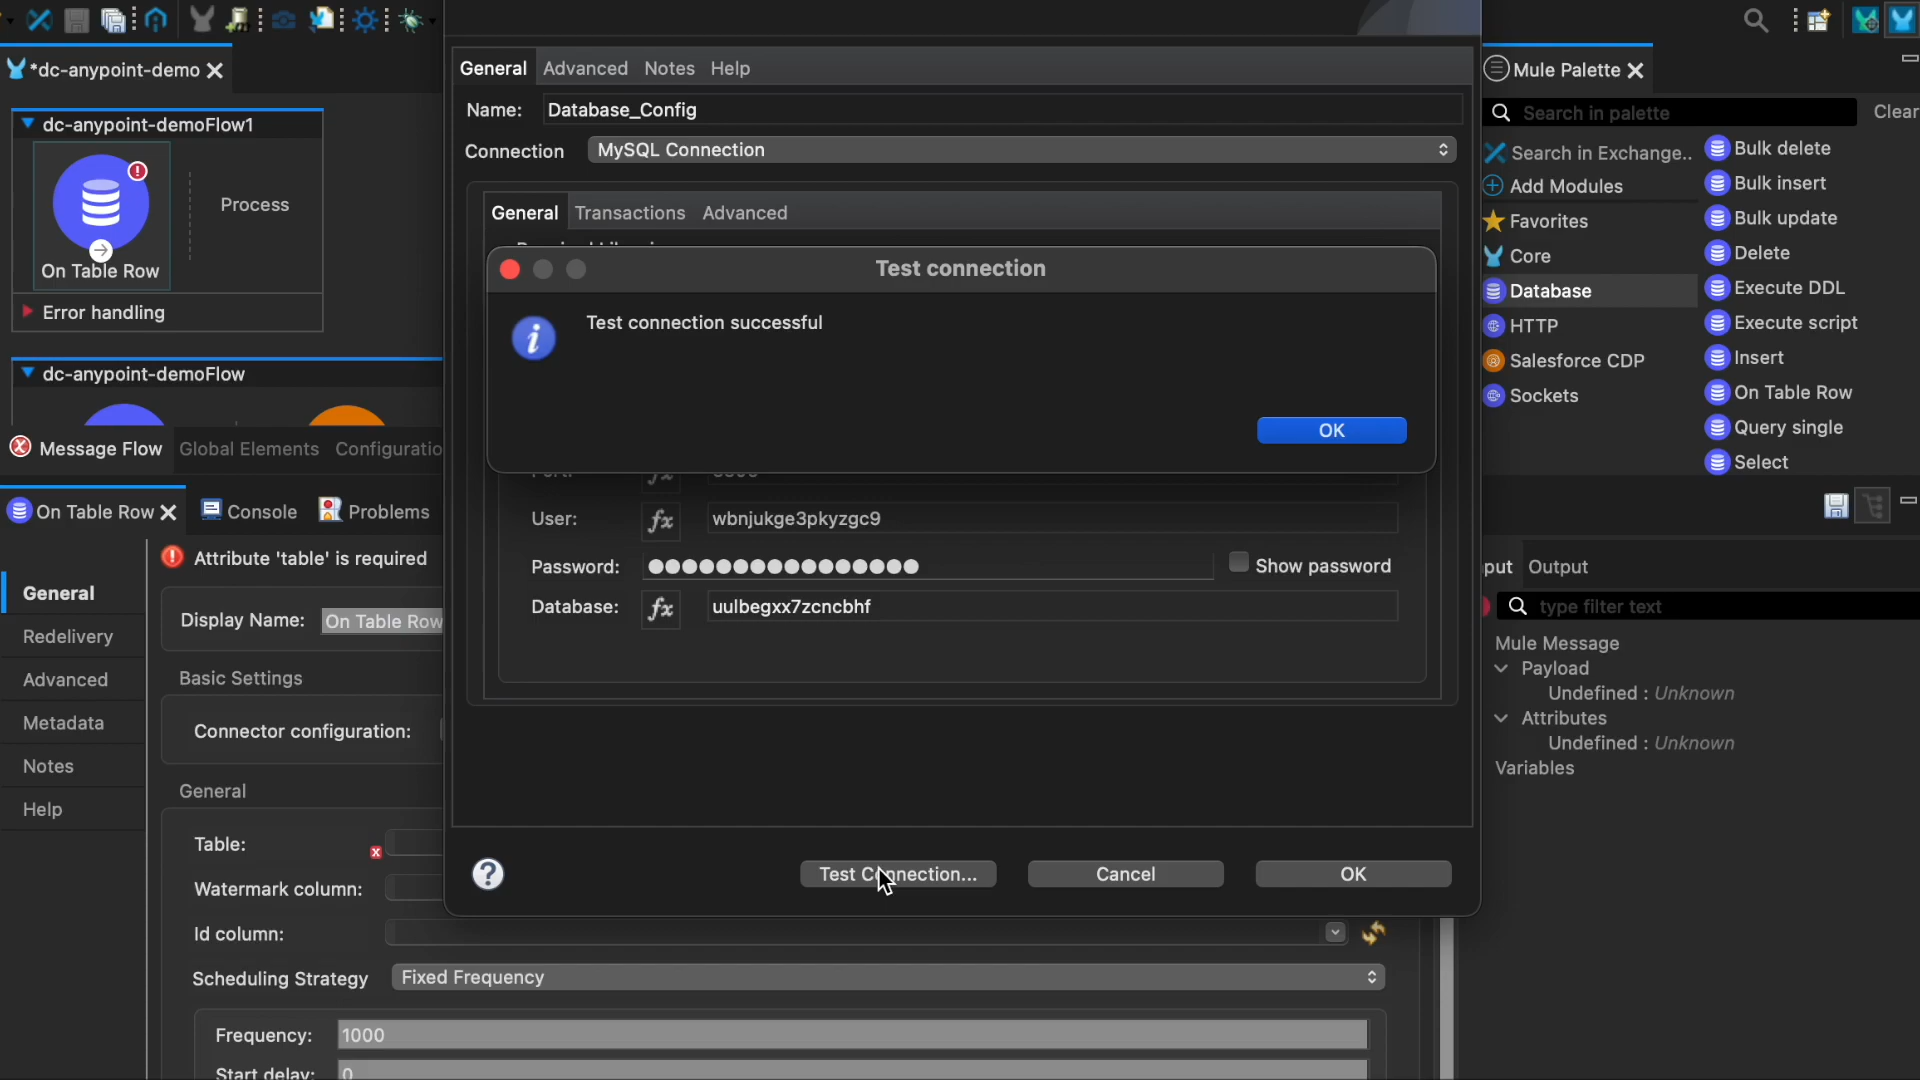 *dc-anypoint-demo
dc-anypoint-demoFlow1
Process
On Table Row
Error handling
dc-anypoint-demoFlow
Message Flow
Global Elements
Configuratio
On Table Row
Console
Problems
General
Redelivery
Advanced
Metadata
Notes
Help
Attribute 'table' is required
Display Name:
On Table Row
Basic Settings
Connector configuration:
General
Table:
Watermark column:
Id column:
Scheduling Strategy
Fixed Frequency
Frequency:
1000
Start delay:
0
General
Advanced
Notes
Help
Name:
Database_Config
Connection
MySQL Connection
General
Transactions
Advanced
Test connection
Test connection successful
OK
User:
fx
wbnjukge3pkyzgc9
Password:
Show password
Database:
fx
uulbegxx7zcncbhf
?
Test Connection...
Cancel
OK
Mule Palette
Search in palette
Clear
Search in Exchange..
Add Modules
Favorites
Core
Database
HTTP
Salesforce CDP
Sockets
Bulk delete
Bulk insert
Bulk update
Delete
Execute DDL
Execute script
Insert
On Table Row
Query single
Select
put
Output
type filter text
Mule Message
Payload
Undefined : Unknown
Attributes
Undefined : Unknown
Variables